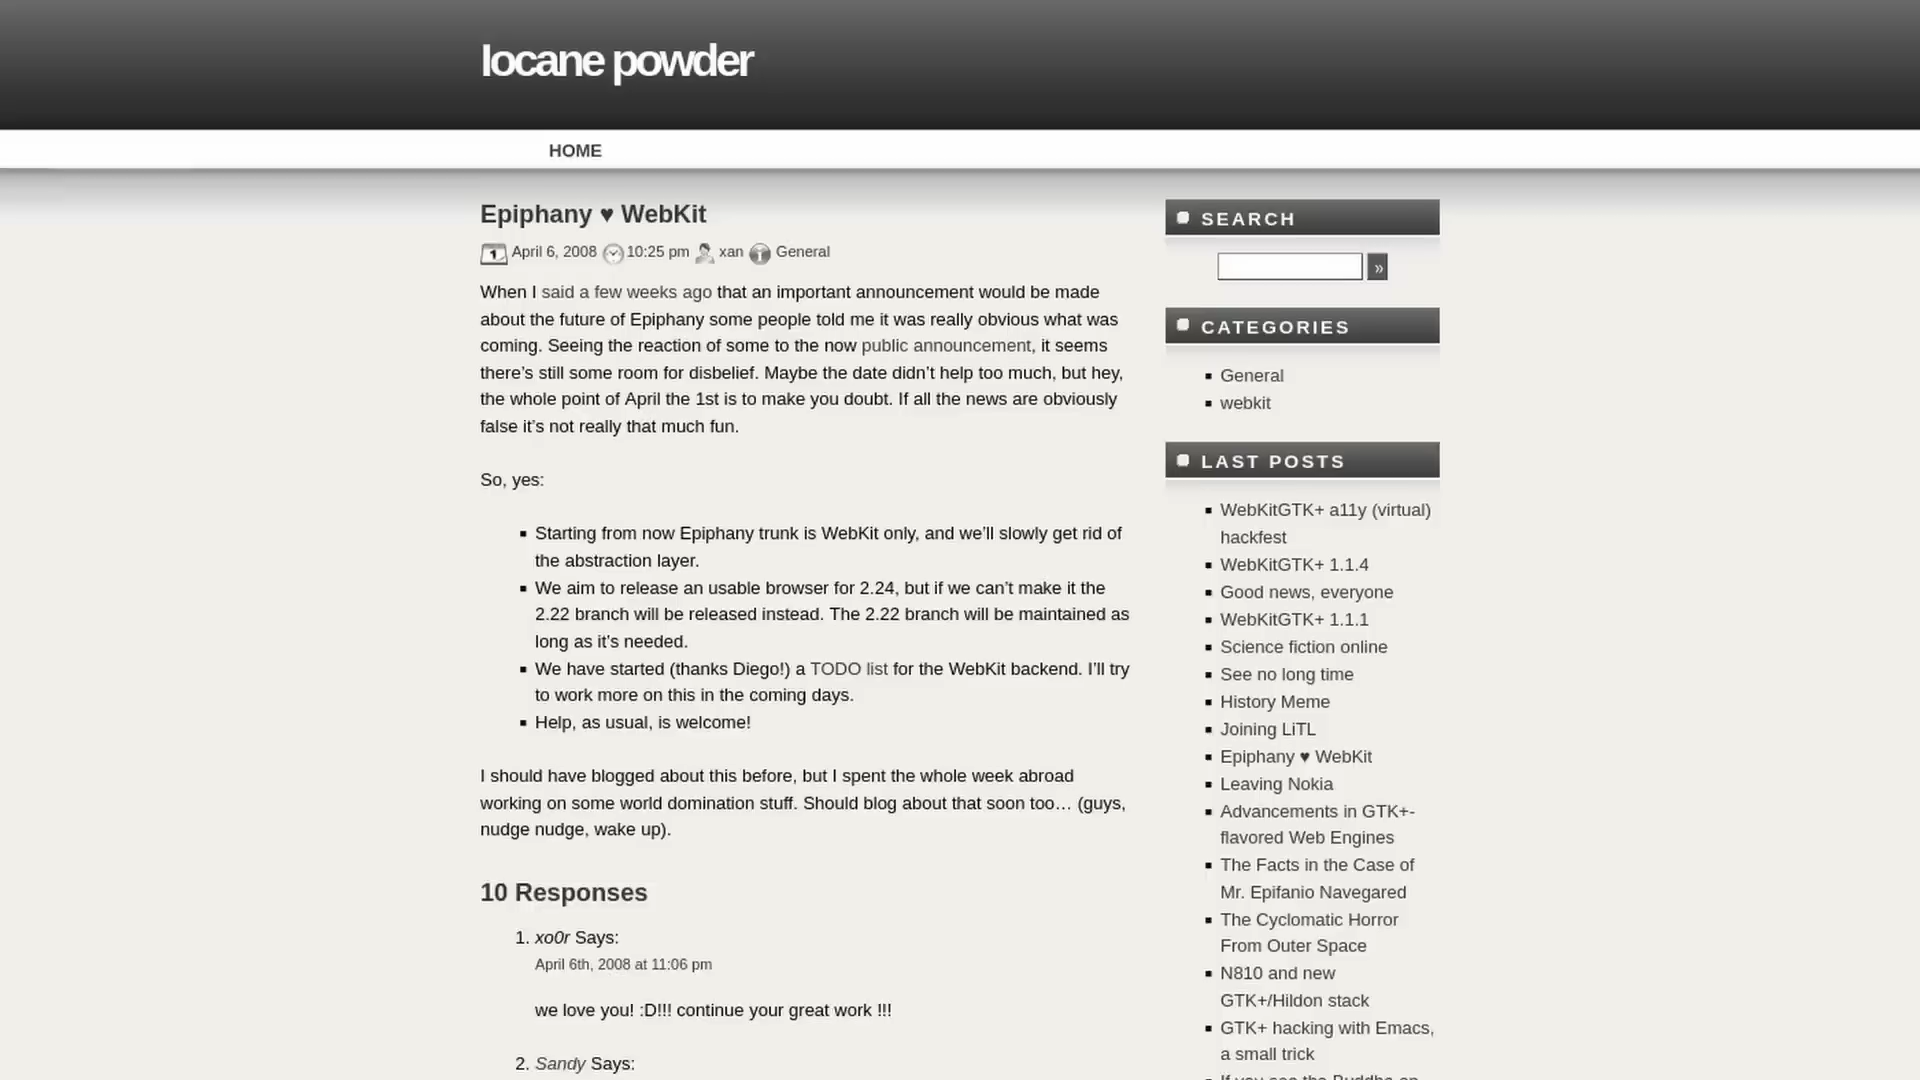 locane powder
HOME
Epiphany ♥ WebKit
April 6, 2008 10:25 pm xan General
When I said a few weeks ago that an important announcement would be made
about the future of Epiphany some people told me it was really obvious what was
coming. Seeing the reaction of some to the now public announcement, it seems
there’s still some room for disbelief. Maybe the date didn’t help too much, but hey,
the whole point of April the 1st is to make you doubt. If all the news are obviously
false it’s not really that much fun.
So, yes:
Starting from now Epiphany trunk is WebKit only, and we’ll slowly get rid of
the abstraction layer.
We aim to release an usable browser for 2.24, but if we can’t make it the
2.22 branch will be released instead. The 2.22 branch will be maintained as
long as it’s needed.
We have started (thanks Diego!) a TODO list for the WebKit backend. I’ll try
to work more on this in the coming days.
Help, as usual, is welcome!
I should have blogged about this before, but I spent the whole week abroad
working on some world domination stuff. Should blog about that soon too… (guys,
nudge nudge, wake up).
10 Responses
1. xo0r Says:
April 6th, 2008 at 11:06 pm
we love you! :D!!! continue your great work !!!
2. Sandy Says:
SEARCH
»
CATEGORIES
General
webkit
LAST POSTS
WebKitGTK+ a11y (virtual)
hackfest
WebKitGTK+ 1.1.4
Good news, everyone
WebKitGTK+ 1.1.1
Science fiction online
See no long time
History Meme
Joining LiTL
Epiphany ♥ WebKit
Leaving Nokia
Advancements in GTK+-
flavored Web Engines
The Facts in the Case of
Mr. Epifanio Navegared
The Cyclomatic Horror
From Outer Space
N810 and new
GTK+/Hildon stack
GTK+ hacking with Emacs,
a small trick
If you see the Buddha on